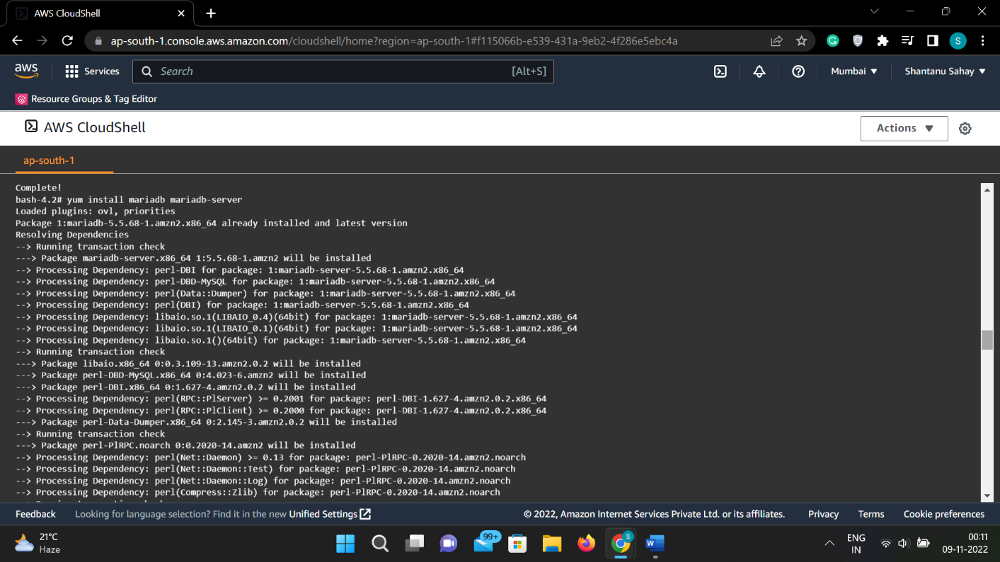 AWS CloudShell
ap-south-1.console.aws.amazon.com/cloudshell/home?region=ap-south-1#f115066b-e539-431a-9eb2-4f286e5ebc4a
S
aws
Services
Search
[Alt+S]
Mumbai ▼
Shantanu Sahay ▼
Resource Groups & Tag Editor
AWS CloudShell
Actions ▼
ap-south-1
Complete!
bash-4.2# yum install mariadb mariadb-server
Loaded plugins: ovl, priorities
Package 1:mariadb-5.5.68-1.amzn2.x86_64 already installed and latest version
Resolving Dependencies
--> Running transaction check
---> Package mariadb-server.x86_64 1:5.5.68-1.amzn2 will be installed
--> Processing Dependency: perl-DBI for package: 1:mariadb-server-5.5.68-1.amzn2.x86_64
--> Processing Dependency: perl-DBD-MySQL for package: 1:mariadb-server-5.5.68-1.amzn2.x86_64
--> Processing Dependency: perl(Data::Dumper) for package: 1:mariadb-server-5.5.68-1.amzn2.x86_64
--> Processing Dependency: perl(DBI) for package: 1:mariadb-server-5.5.68-1.amzn2.x86_64
--> Processing Dependency: libaio.so.1(LIBAIO_0.4)(64bit) for package: 1:mariadb-server-5.5.68-1.amzn2.x86_64
--> Processing Dependency: libaio.so.1(LIBAIO_0.1)(64bit) for package: 1:mariadb-server-5.5.68-1.amzn2.x86_64
--> Processing Dependency: libaio.so.1()(64bit) for package: 1:mariadb-server-5.5.68-1.amzn2.x86_64
--> Running transaction check
---> Package libaio.x86_64 0:0.3.109-13.amzn2.0.2 will be installed
---> Package perl-DBD-MySQL.x86_64 0:4.023-6.amzn2 will be installed
---> Package perl-DBI.x86_64 0:1.627-4.amzn2.0.2 will be installed
--> Processing Dependency: perl(RPC::PlServer) >= 0.2001 for package: perl-DBI-1.627-4.amzn2.0.2.x86_64
--> Processing Dependency: perl(RPC::PlClient) >= 0.2000 for package: perl-DBI-1.627-4.amzn2.0.2.x86_64
---> Package perl-Data-Dumper.x86_64 0:2.145-3.amzn2.0.2 will be installed
--> Running transaction check
---> Package perl-PlRPC.noarch 0:0.2020-14.amzn2 will be installed
--> Processing Dependency: perl(Net::Daemon) >= 0.13 for package: perl-PlRPC-0.2020-14.amzn2.noarch
--> Processing Dependency: perl(Net::Daemon::Test) for package: perl-PlRPC-0.2020-14.amzn2.noarch
--> Processing Dependency: perl(Net::Daemon::Log) for package: perl-PlRPC-0.2020-14.amzn2.noarch
--> Processing Dependency: perl(Compress::Zlib) for package: perl-PlRPC-0.2020-14.amzn2.noarch
Feedback
Looking for language selection? Find it in the new Unified Settings
© 2022, Amazon Internet Services Private Ltd. or its affiliates.
Privacy
Terms
Cookie preferences
21°C
Haze
99+
S
W
ENG
IN
00:11
09-11-2022